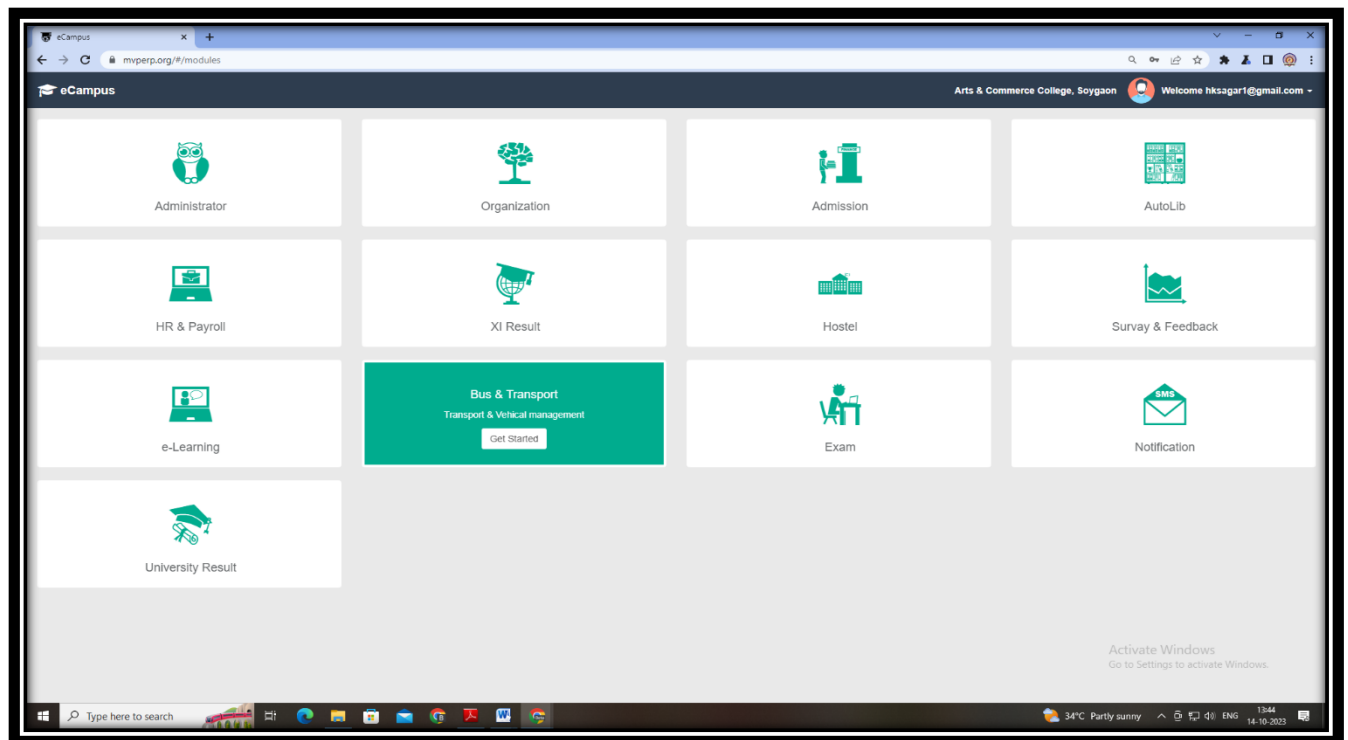 eCampus
mvperp.org/#/modules
eCampus
Arts & Commerce College, Soygaon
Welcome hksagar1@gmail.com
Administrator
Organization
Admission
AutoLib
HR & Payroll
XI Result
Hostel
Survay & Feedback
e-Learning
Bus & Transport
Transport & Vehical management
Get Started
Exam
SMS
Notification
University Result
Activate Windows
Go to Settings to activate Windows.
Type here to search
34°C Partly sunny
ENG
13:44
14-10-2023